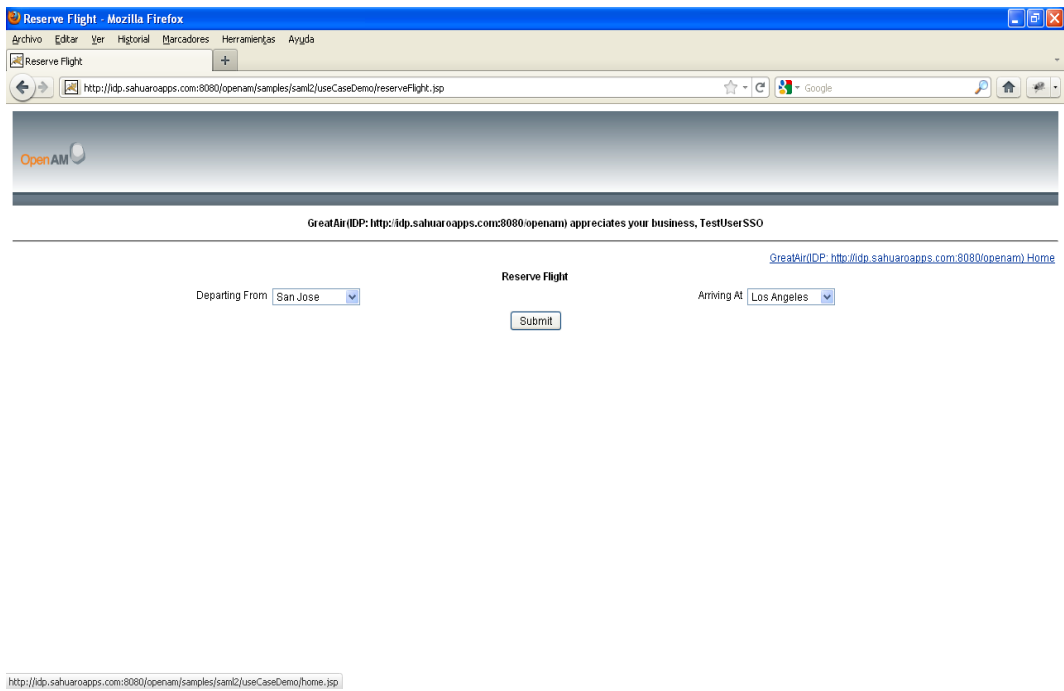 Reserve Flight - Mozilla Firefox
Archivo Editar Ver Historial Marcadores Herramientas Ayuda
Reserve Flight
http://idp.sahuaroapps.com:8080/openam/samples/saml2/useCaseDemo/reserveFlight.jsp
Google
OpenAM
GreatAir(IDP: http://idp.sahuaroapps.com:8080/openam) appreciates your business, TestUserSSO
GreatAir(IDP: http://idp.sahuaroapps.com:8080/openam) Home
Reserve Flight
Departing From San Jose Arriving At Los Angeles
Submit
http://idp.sahuaroapps.com:8080/openam/samples/saml2/useCaseDemo/home.jsp